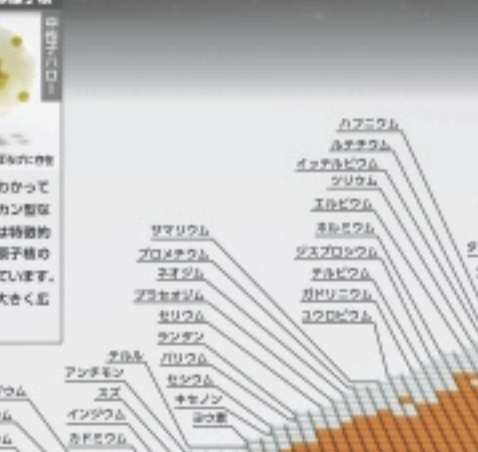 中性子ハロー
わかって
カン型な
は特徴的
原子核の
ています。
大きく広
ハフニウム
ルテチウム
イッテルビウム
ツリウム
エルビウム
ホルミウム
ジスプロシウム
テルビウム
ガドリニウム
ユウロピウム
サマリウム
プロメチウム
ネオジム
プラセオジム
セリウム
ランタン
バリウム
セシウム
キセノン
ヨウ素
テルル
アンチモン
スズ
インジウム
カドミウム